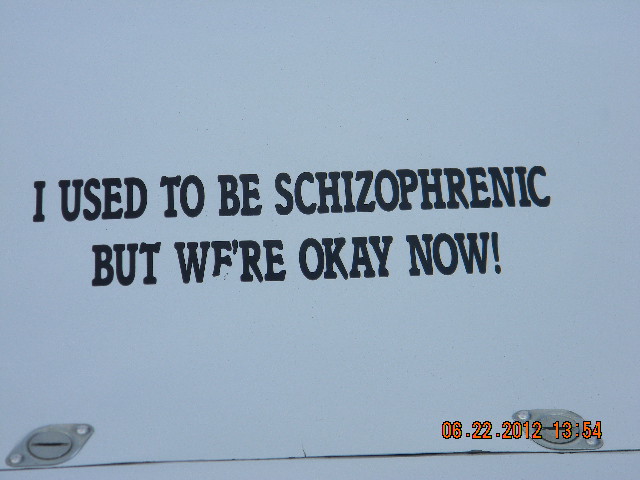 I USED TO BE SCHIZOPHRENIC
BUT WE'RE OKAY NOW!
06.22.2012 13:54